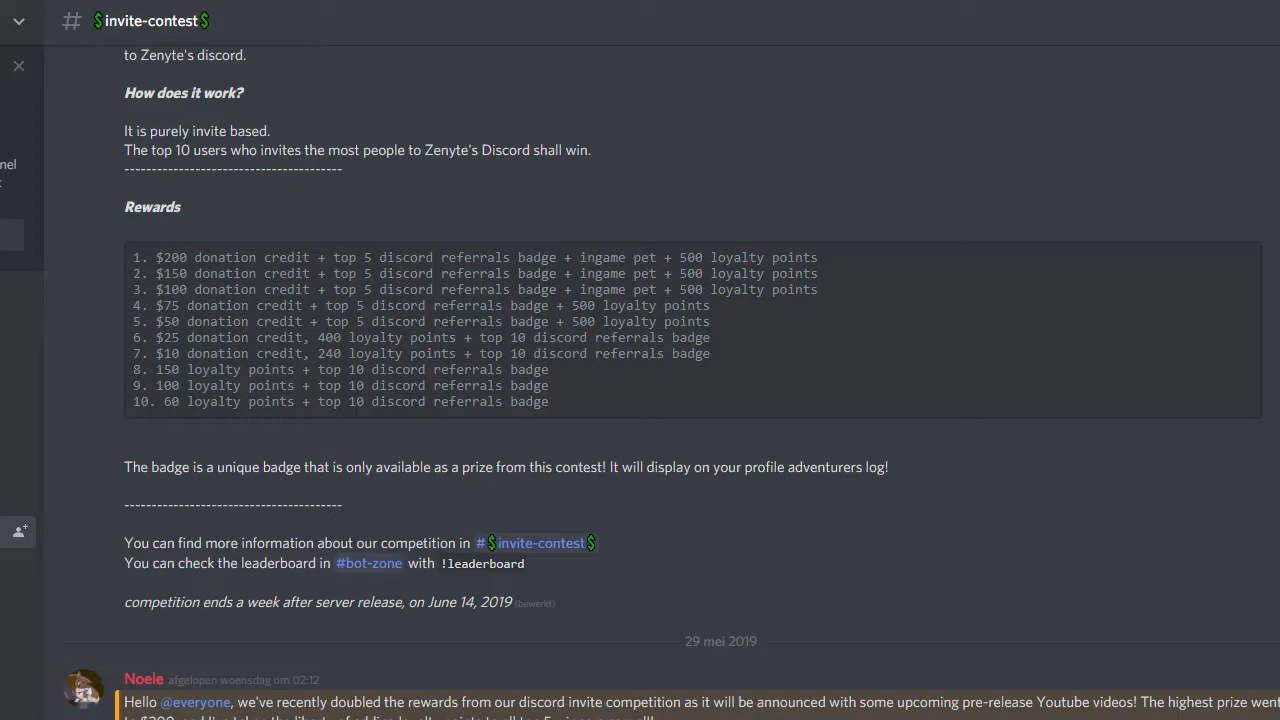 # $invite-contest$
to Zenyte's discord.
How does it work?
It is purely invite based.
The top 10 users who invites the most people to Zenyte's Discord shall win.
----------------------------------------
Rewards
1. $200 donation credit + top 5 discord referrals badge + ingame pet + 500 loyalty points
2. $150 donation credit + top 5 discord referrals badge + ingame pet + 500 loyalty points
3. $100 donation credit + top 5 discord referrals badge + ingame pet + 500 loyalty points
4. $75 donation credit + top 5 discord referrals badge + 500 loyalty points
5. $50 donation credit + top 5 discord referrals badge + 500 loyalty points
6. $25 donation credit, 400 loyalty points + top 10 discord referrals badge
7. $10 donation credit, 240 loyalty points + top 10 discord referrals badge
8. 150 loyalty points + top 10 discord referrals badge
9. 100 loyalty points + top 10 discord referrals badge
10. 60 loyalty points + top 10 discord referrals badge
The badge is a unique badge that is only available as a prize from this contest! It will display on your profile adventurers log!
----------------------------------------
You can find more information about our competition in #$invite-contest$
You can check the leaderboard in #bot-zone with !leaderboard
competition ends a week after server release, on June 14, 2019 (bewerkt)
29 mei 2019
Noele afgelopen woensdag om 02:12
Hello @everyone, we've recently doubled the rewards from our discord invite competition as it will be announced with some upcoming pre-release Youtube videos! The highest prize went